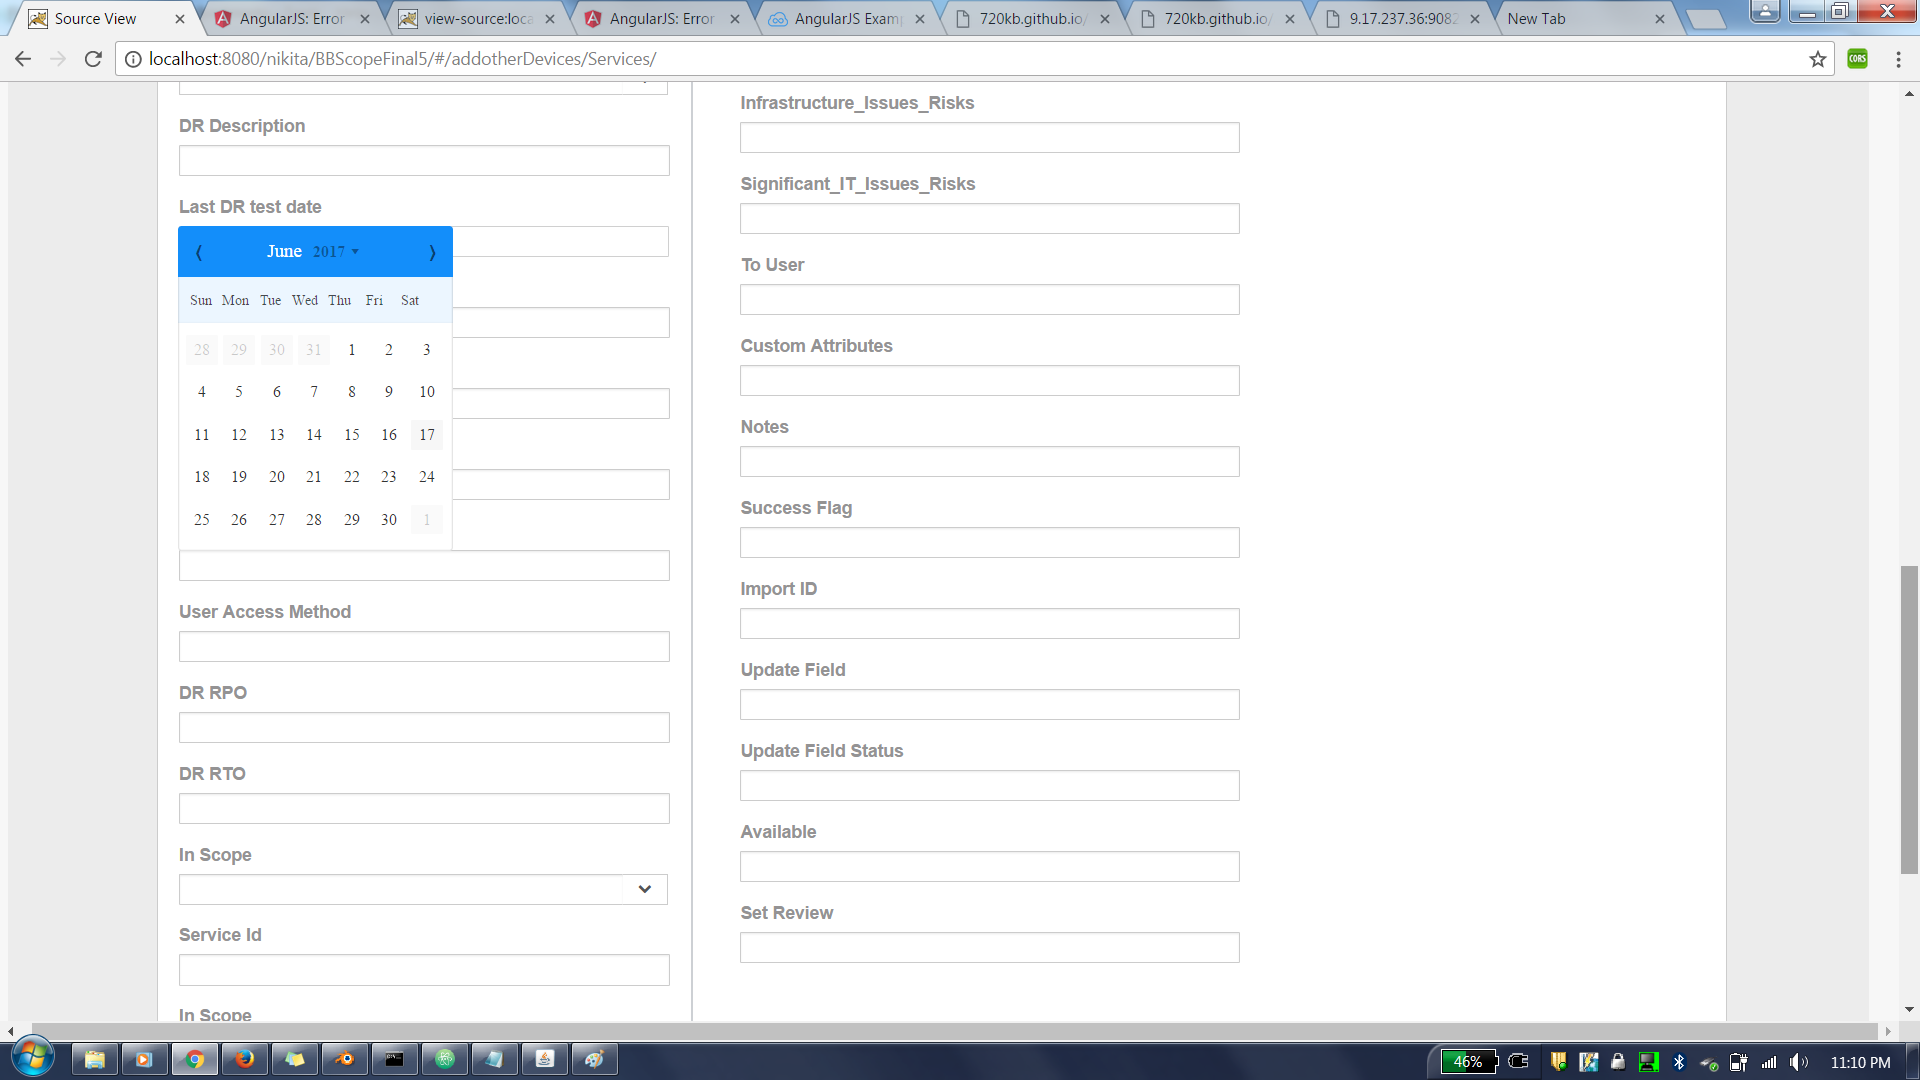 Source View
AngularJS: Error
view-source:loca
AngularJS: Error
AngularJS Exam
720kb.github.io/
720kb.github.io/
9.17.237.36:9082
New Tab
localhost:8080/nikita/BBScopeFinal5/#/addotherDevices/Services/
CORS
DR Description
Last DR test date
June 2017
Sun Mon Tue Wed Thu Fri Sat
28 29 30 31 1 2 3
4 5 6 7 8 9 10
11 12 13 14 15 16 17
18 19 20 21 22 23 24
25 26 27 28 29 30 1
User Access Method
DR RPO
DR RTO
In Scope
Service Id
In Scope
Infrastructure_Issues_Risks
Significant_IT_Issues_Risks
To User
Custom Attributes
Notes
Success Flag
Import ID
Update Field
Update Field Status
Available
Set Review
46%
11:10 PM